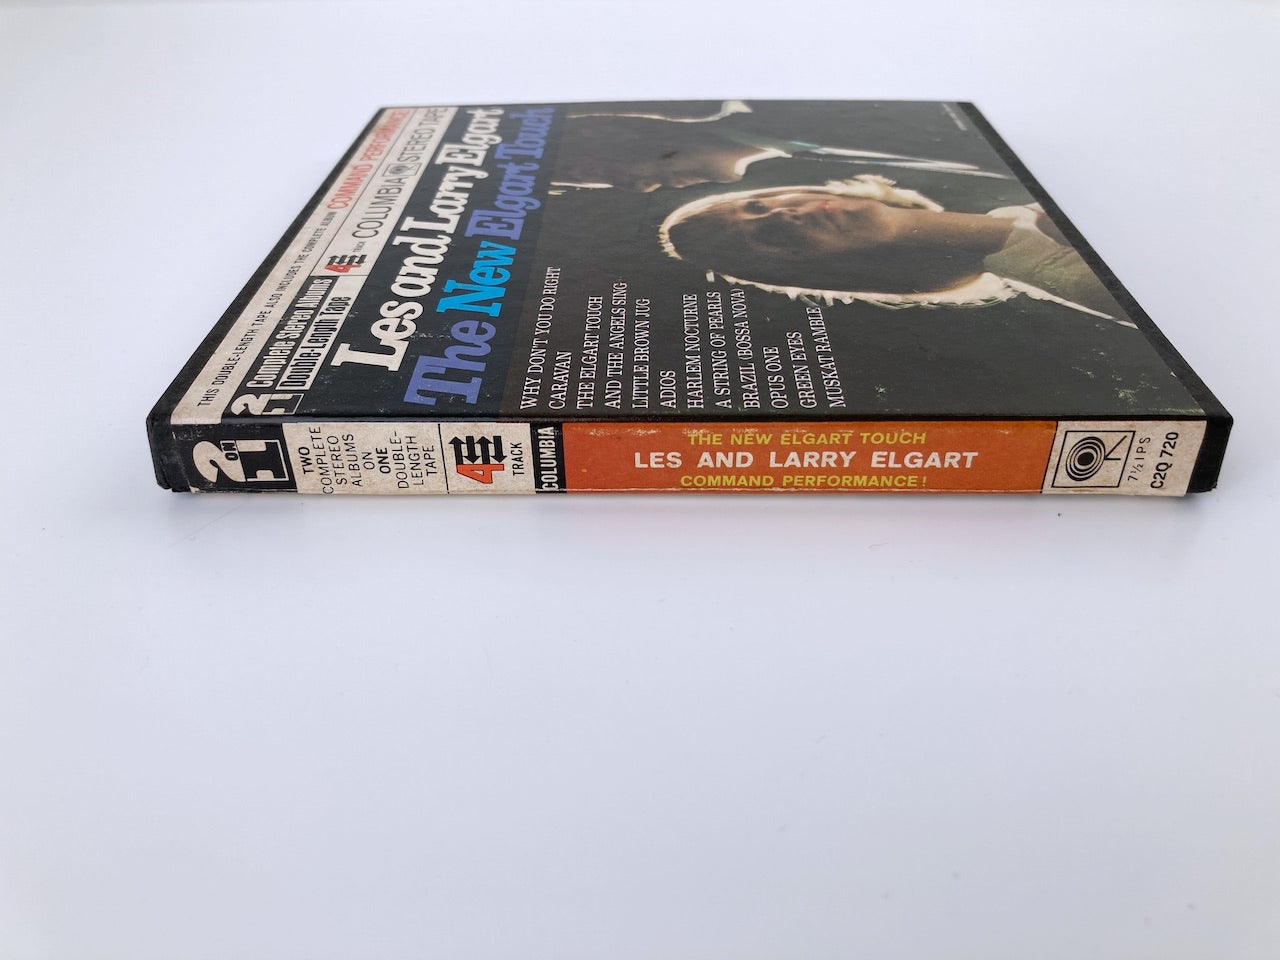 THIS DOUBLE-LENGTH TAPE ALSO INCLUDES THE COMPLETE ALBUM COMMAND PERFORMANCE
2 Complete Stereo Albums
1 Double-Length Tape
4 TRACK COLUMBIA STEREO TAPE
Les and Larry Elgart
The New Elgart Touch
WHY DON'T YOU DO RIGHT
CARAVAN
THE ELGART TOUCH
AND THE ANGELS SING
LITTLE BROWN JUG
ADIOS
HARLEM NOCTURNE
A STRING OF PEARLS
BRAZIL (BOSSA NOVA)
OPUS ONE
GREEN EYES
MUSKAT RAMBLE
2 ON 1
TWO
COMPLETE
STEREO
ALBUMS
ON
ONE
DOUBLE-
LENGTH
TAPE
4 TRACK
COLUMBIA
THE NEW ELGART TOUCH
LES AND LARRY ELGART
COMMAND PERFORMANCE!
7½ IPS
C2Q 720